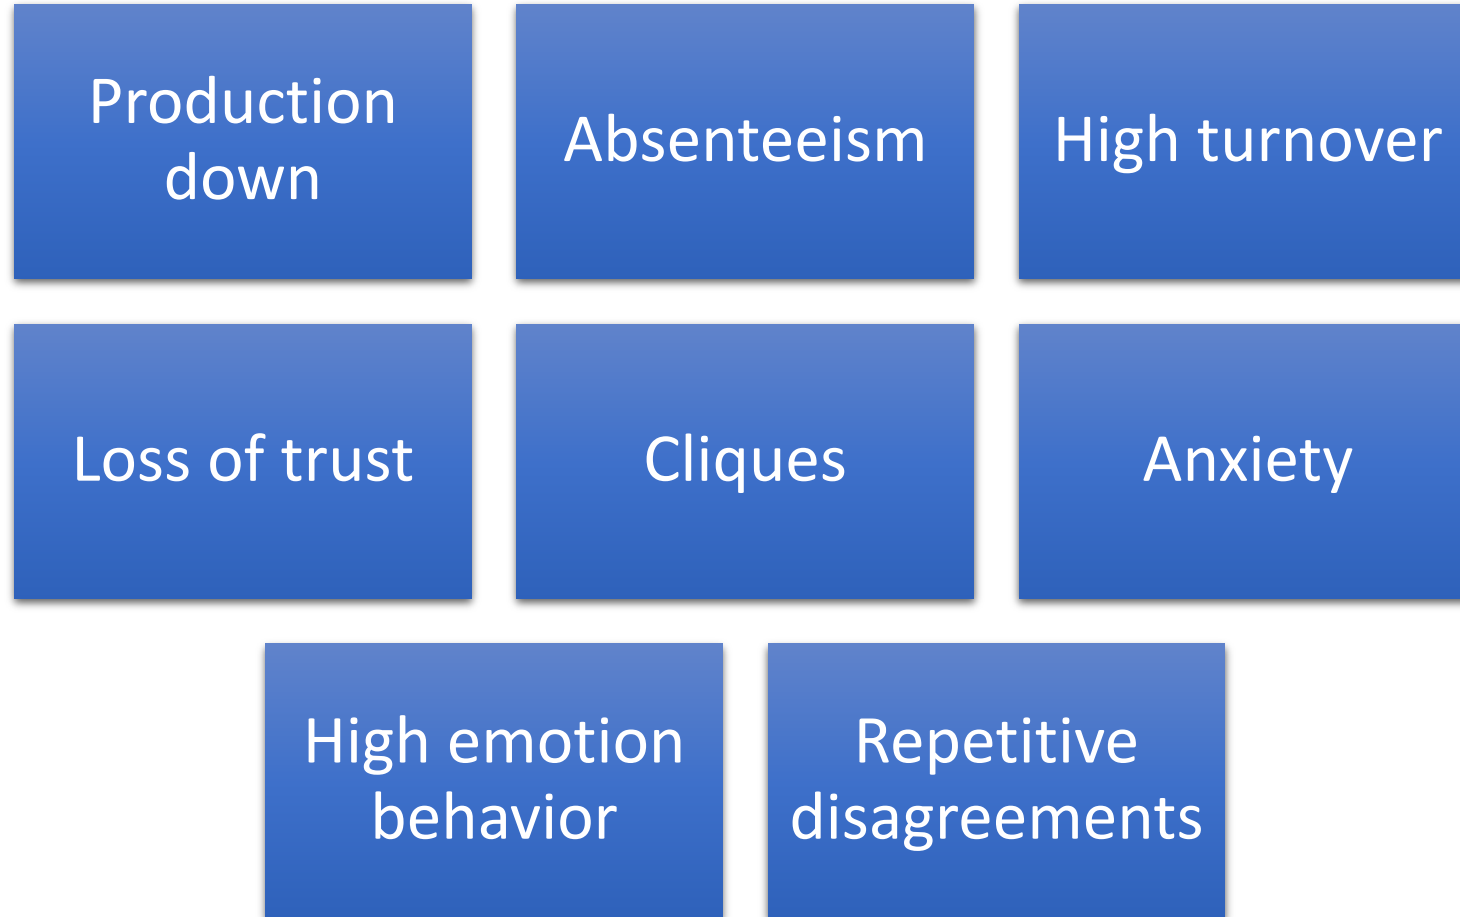 Production
down
Absenteeism
High turnover
Loss of trust
Cliques
Anxiety
High emotion
behavior
Repetitive
disagreements